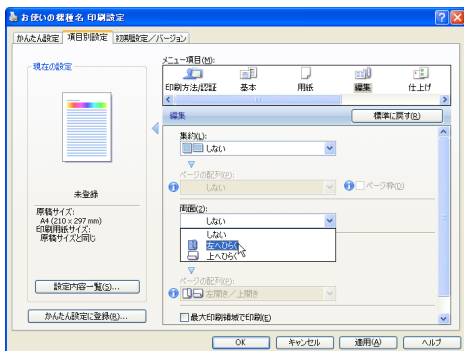 お使いの機種名 印刷設定
かんたん設定 項目別設定 初期設定／バージョン
現在の設定
未登録
原稿サイズ:
A4 (210 x 297 mm)
印刷用紙サイズ:
原稿サイズと同じ
設定内容一覧(S)...
かんたん設定に登録(R)...
メニュー項目(M):
印刷方法/認証 基本 用紙 編集 仕上げ
編集 標準に戻す(R)
集約(L):
しない
ページの配列(P):
しない ページ枠(D)
両面(2):
しない
しない
左へひらく
上へひらく
ページの配列(P):
左開き／上開き
最大印刷領域で印刷(E)
OK キャンセル 適用(A) ヘルプ